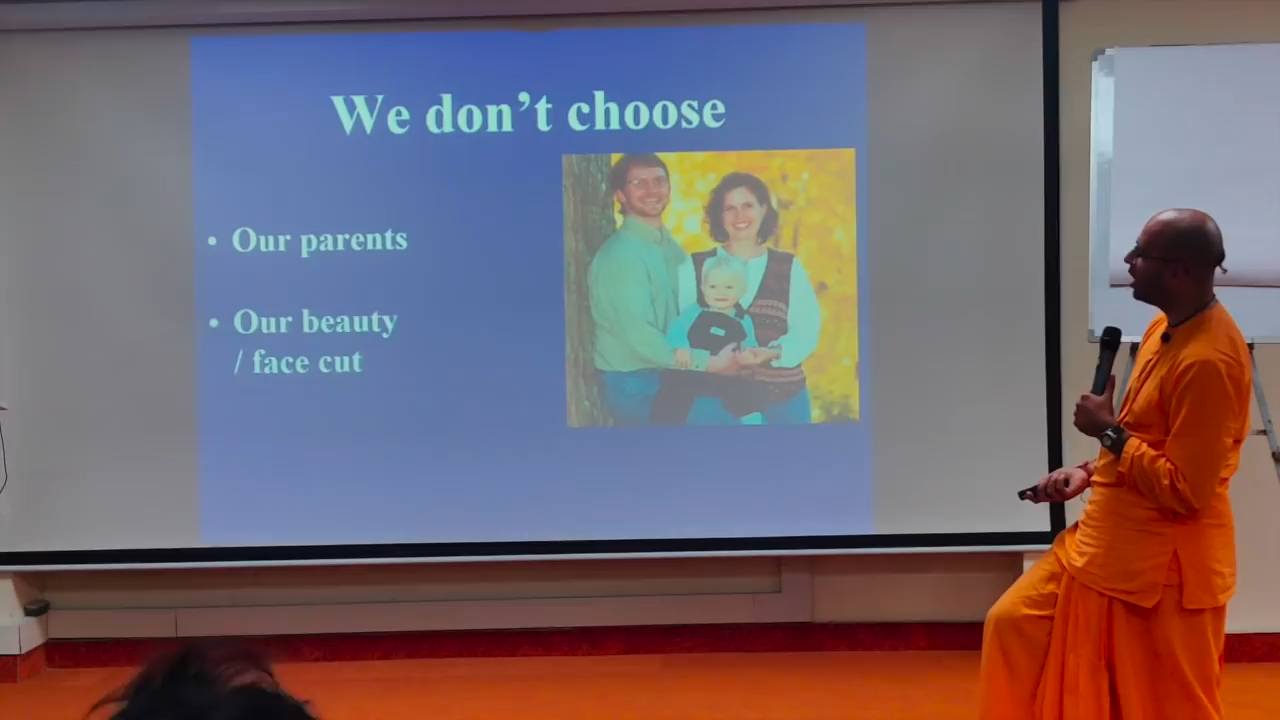 We don't choose
• Our parents
• Our beauty
/ face cut